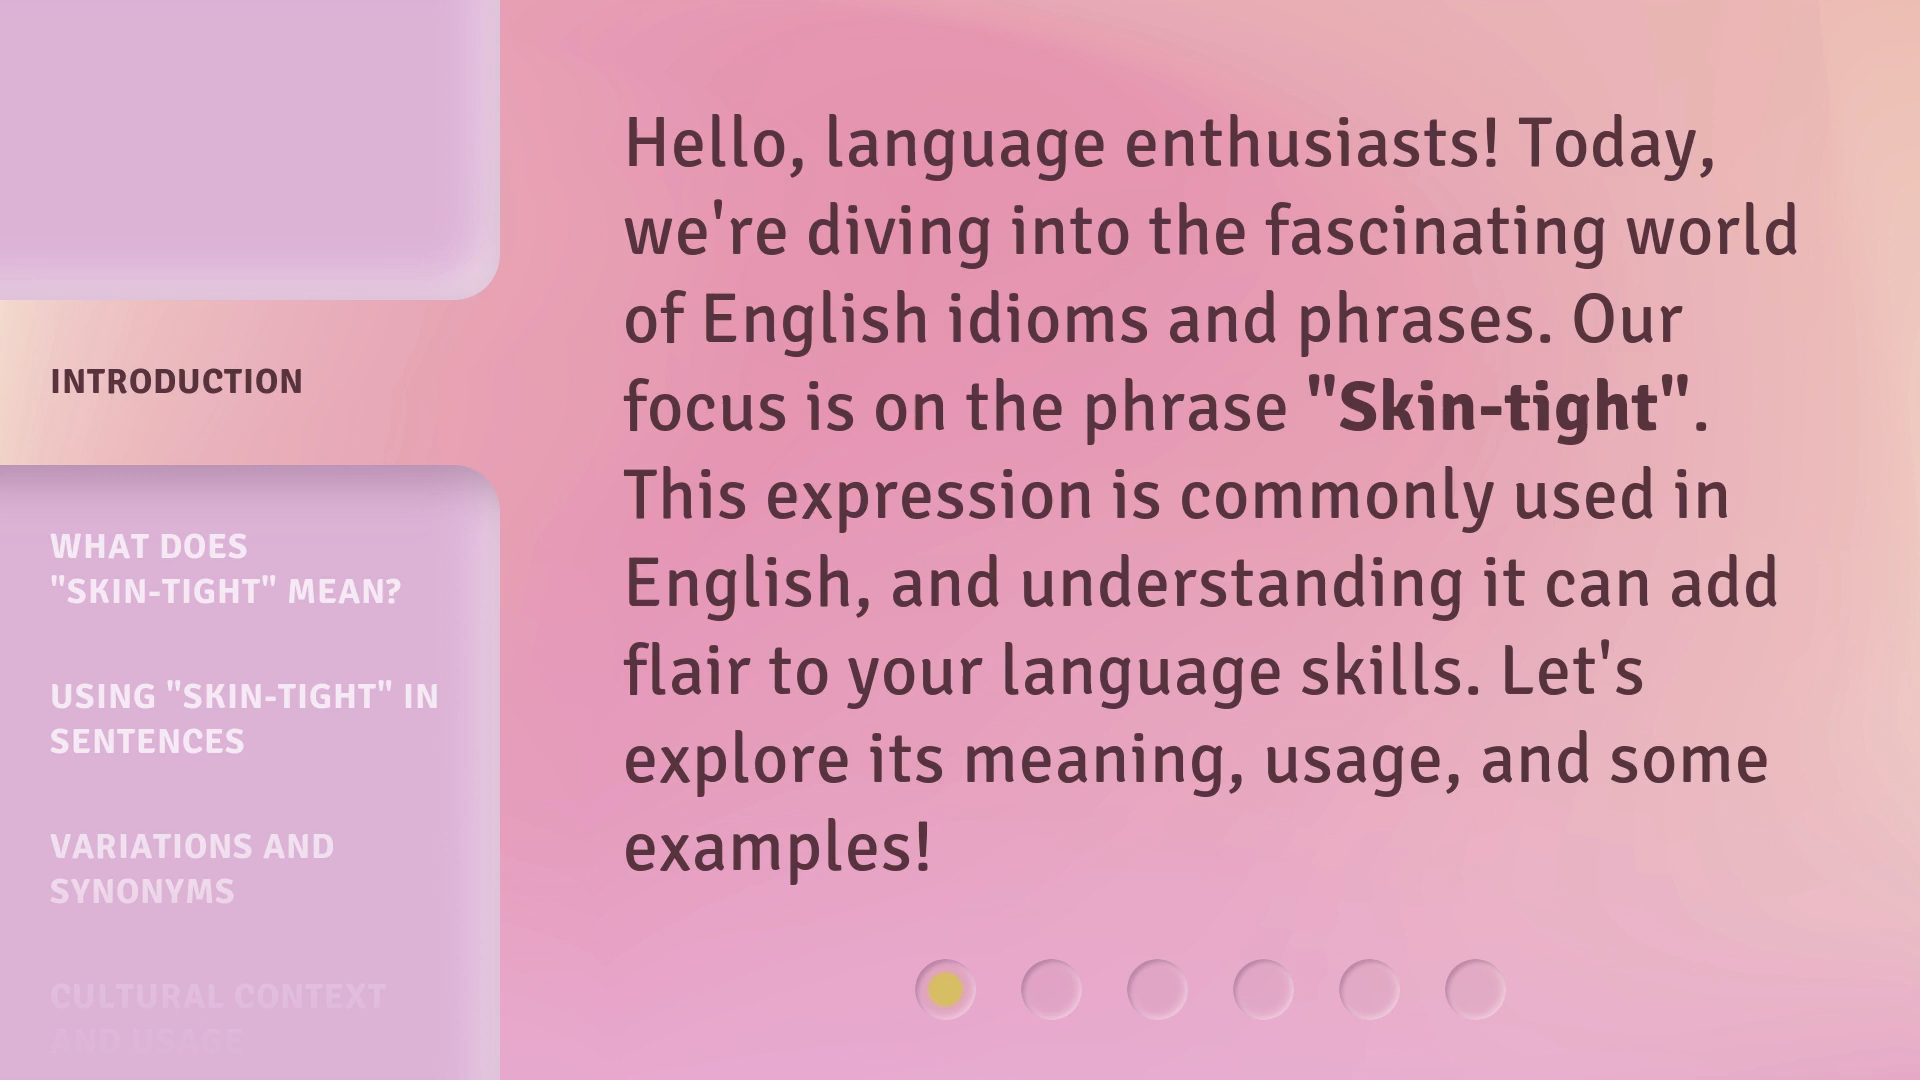 INTRODUCTION
WHAT DOES
"SKIN-TIGHT" MEAN?
USING "SKIN-TIGHT" IN
SENTENCES
VARIATIONS AND
SYNONYMS
CULTURAL CONTEXT
AND USAGE
Hello, language enthusiasts! Today,
we're diving into the fascinating world
of English idioms and phrases. Our
focus is on the phrase "Skin-tight".
This expression is commonly used in
English, and understanding it can add
flair to your language skills. Let's
explore its meaning, usage, and some
examples!